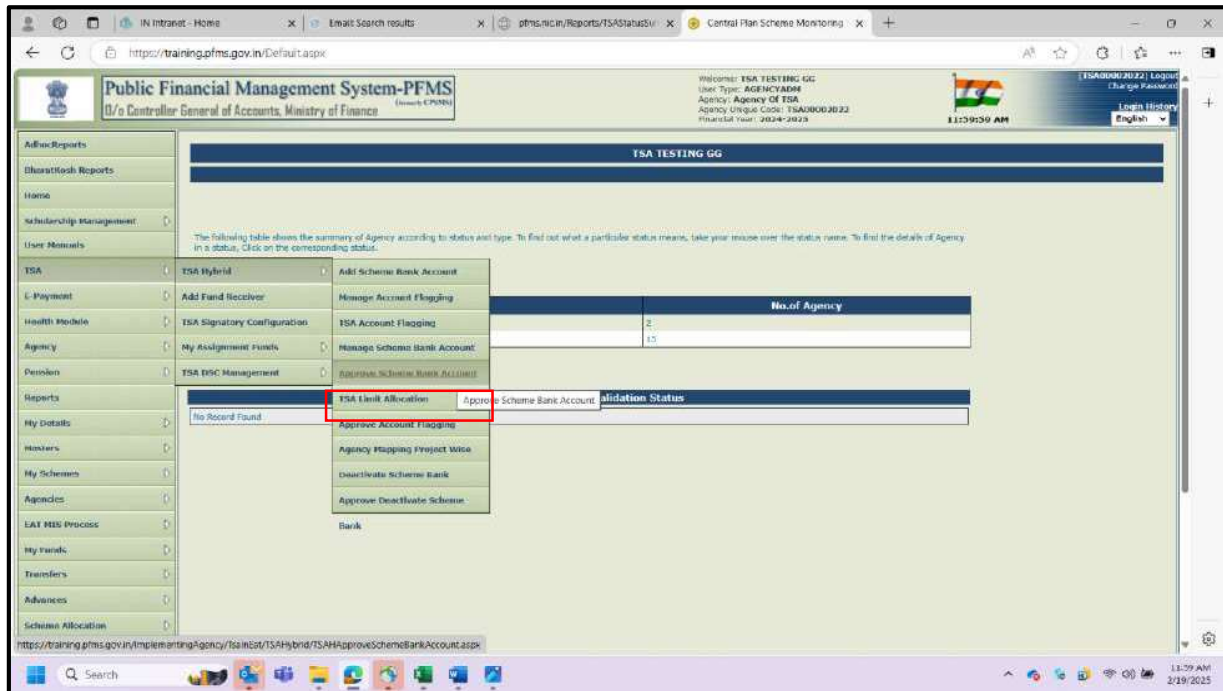 IN Intranet - Home
Email: Search results
pfms.nic.in/Reports/TSAStatusSu
Central Plan Scheme Monitoring
https://training.pfms.gov.in/Default.aspx
Public Financial Management System-PFMS
O/o Controller General of Accounts, Ministry of Finance
(formerly CPSMS)
Welcome: TSA TESTING GG
User Type: AGENCYADM
Agency: Agency Of TSA
Agency Unique Code: TSA00003022
Financial Year: 2024-2025
11:59:59 AM
Logout
Change Password
Login History
English
AdhocReports
BharatKosh Reports
Home
Scholarship Management
User Manuals
TSA
E-Payment
Health Module
Agency
Pension
Reports
My Details
Masters
My Schemes
Agencies
EAT MIS Process
My Funds
Transfers
Advances
Scheme Allocation
TSA TESTING GG
The following table shows the summary of Agency according to status and type. To find out what a particular status means, take your mouse over the status name. To find the details of Agency
in a status, Click on the corresponding status.
TSA Hybrid
Add Fund Receiver
TSA Signatory Configuration
My Assignment Funds
TSA DSC Management
Add Scheme Bank Account
Manage Account Flagging
TSA Account Flagging
Manage Scheme Bank Account
Approve Scheme Bank Account
TSA Limit Allocation
Approve Account Flagging
Agency Mapping Project Wise
Deactivate Scheme Bank
Approve Deactivate Scheme
Bank
Approve Scheme Bank Account
No.of Agency
2
15
alidation Status
No Record Found
https://training.pfms.gov.in/ImplementingAgency/TsaInEat/TSAHybrid/TSAHApproveSchemeBankAccount.aspx
Search
11:59 AM
2/19/2025